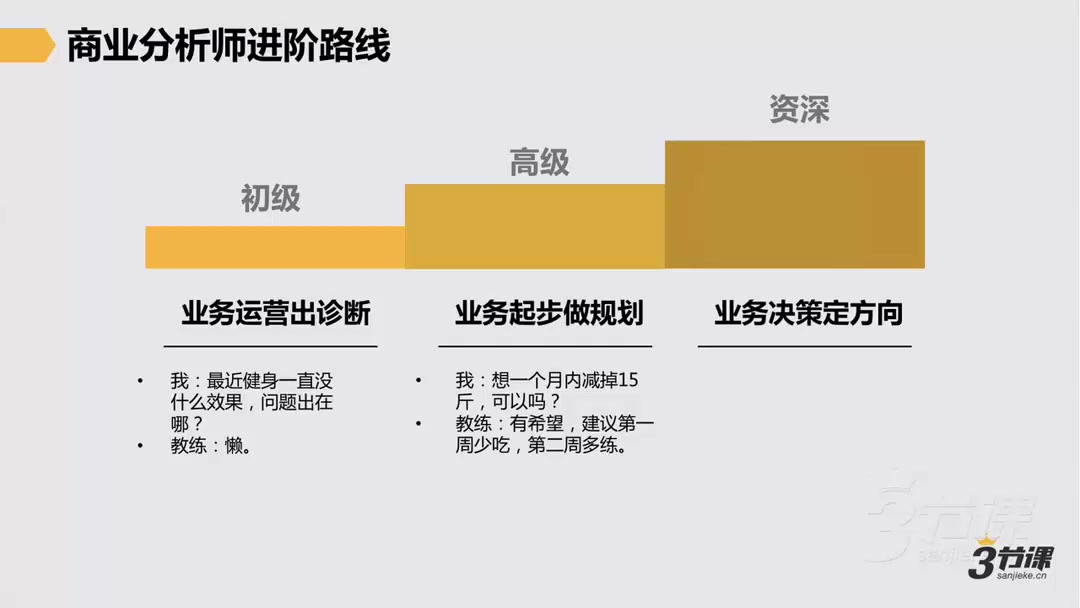 商业分析师进阶路线
初级
高级
资深
业务运营出诊断
业务起步做规划
业务决策定方向
• 我：最近健身一直没
什么效果，问题出在
哪？
• 教练：懒。
• 我：想一个月内减掉15
斤，可以吗？
• 教练：有希望，建议第一
周少吃，第二周多练。
3节课
sanjie
3节课
sanjieke.cn